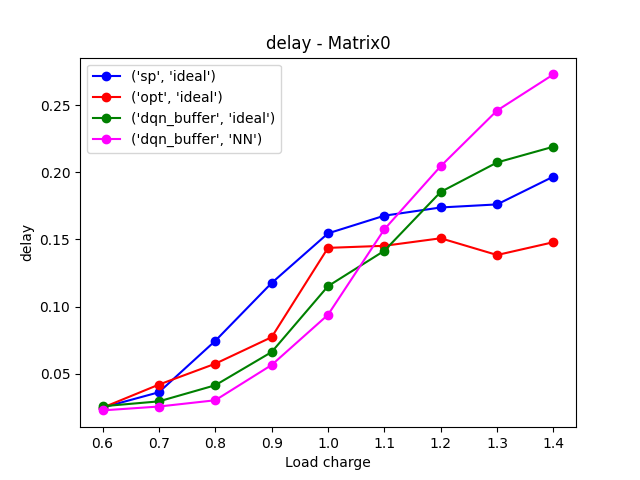 delay - Matrix0
('sp', 'ideal')
('opt', 'ideal')
('dqn_buffer', 'ideal')
('dqn_buffer', 'NN')
delay
0.25
0.20
0.15
0.10
0.05
0.6 0.7 0.8 0.9 1.0 1.1 1.2 1.3 1.4
Load charge